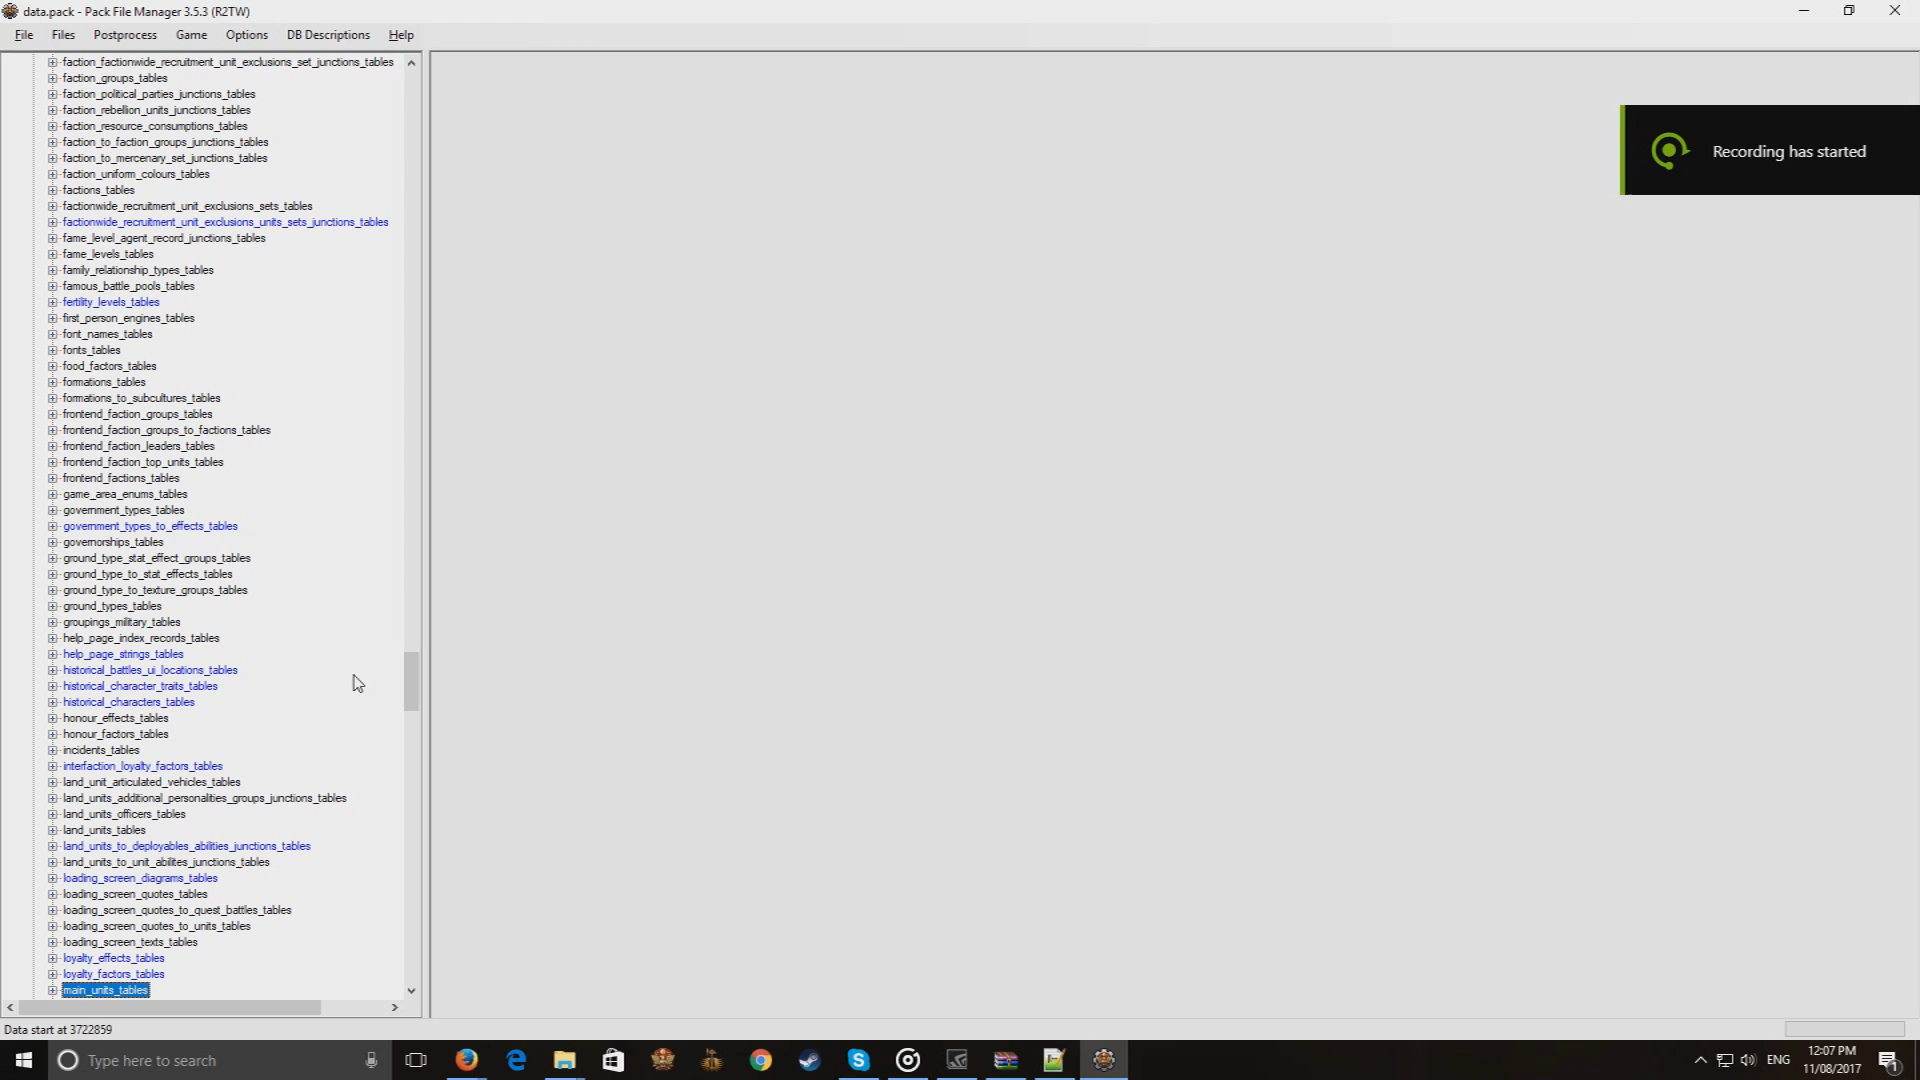 data.pack - Pack File Manager 3.5.3 (R2TW)
File Files Postprocess Game Options DB Descriptions Help
faction_factionwide_recruitment_unit_exclusions_set_junctions_tables
faction_groups_tables
faction_political_parties_junctions_tables
faction_rebellion_units_junctions_tables
faction_resource_consumptions_tables
faction_to_faction_groups_junctions_tables
faction_to_mercenary_set_junctions_tables
faction_uniform_colours_tables
factions_tables
factionwide_recruitment_unit_exclusions_sets_tables
factionwide_recruitment_unit_exclusions_units_sets_junctions_tables
fame_level_agent_record_junctions_tables
fame_levels_tables
family_relationship_types_tables
famous_battle_pools_tables
fertility_levels_tables
first_person_engines_tables
font_names_tables
fonts_tables
food_factors_tables
formations_tables
formations_to_subcultures_tables
frontend_faction_groups_tables
frontend_faction_groups_to_factions_tables
frontend_faction_leaders_tables
frontend_faction_top_units_tables
frontend_factions_tables
game_area_enums_tables
government_types_tables
government_types_to_effects_tables
governorships_tables
ground_type_stat_effect_groups_tables
ground_type_to_stat_effects_tables
ground_type_to_texture_groups_tables
ground_types_tables
groupings_military_tables
help_page_index_records_tables
help_page_strings_tables
historical_battles_ui_locations_tables
historical_character_traits_tables
historical_characters_tables
honour_effects_tables
honour_factors_tables
incidents_tables
interfaction_loyalty_factors_tables
land_unit_articulated_vehicles_tables
land_units_additional_personalities_groups_junctions_tables
land_units_officers_tables
land_units_tables
land_units_to_deployables_abilities_junctions_tables
land_units_to_unit_abilites_junctions_tables
loading_screen_diagrams_tables
loading_screen_quotes_tables
loading_screen_quotes_to_quest_battles_tables
loading_screen_quotes_to_units_tables
loading_screen_texts_tables
loyalty_effects_tables
loyalty_factors_tables
main_units_tables
Recording has started
Data start at 3722859
Type here to search
ENG
12:07 PM
11/08/2017
1